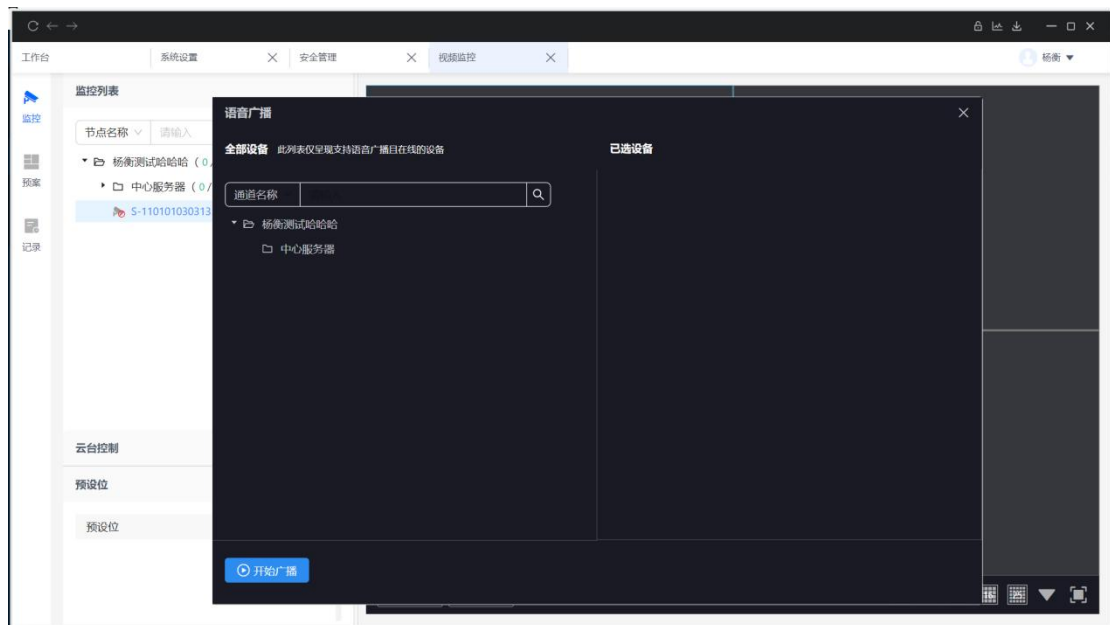 工作台 系统设置 安全管理 视频监控 杨衡
监控列表
监控
节点名称 请输入
杨衡测试哈哈哈 ( 0
预案
中心服务器 ( 0 /
S-110101030313
记录
云台控制
预设位
预设位
语音广播
全部设备 此列表仅呈现支持语音广播且在线的设备 已选设备
通道名称
杨衡测试哈哈哈
中心服务器
开始广播
16 25